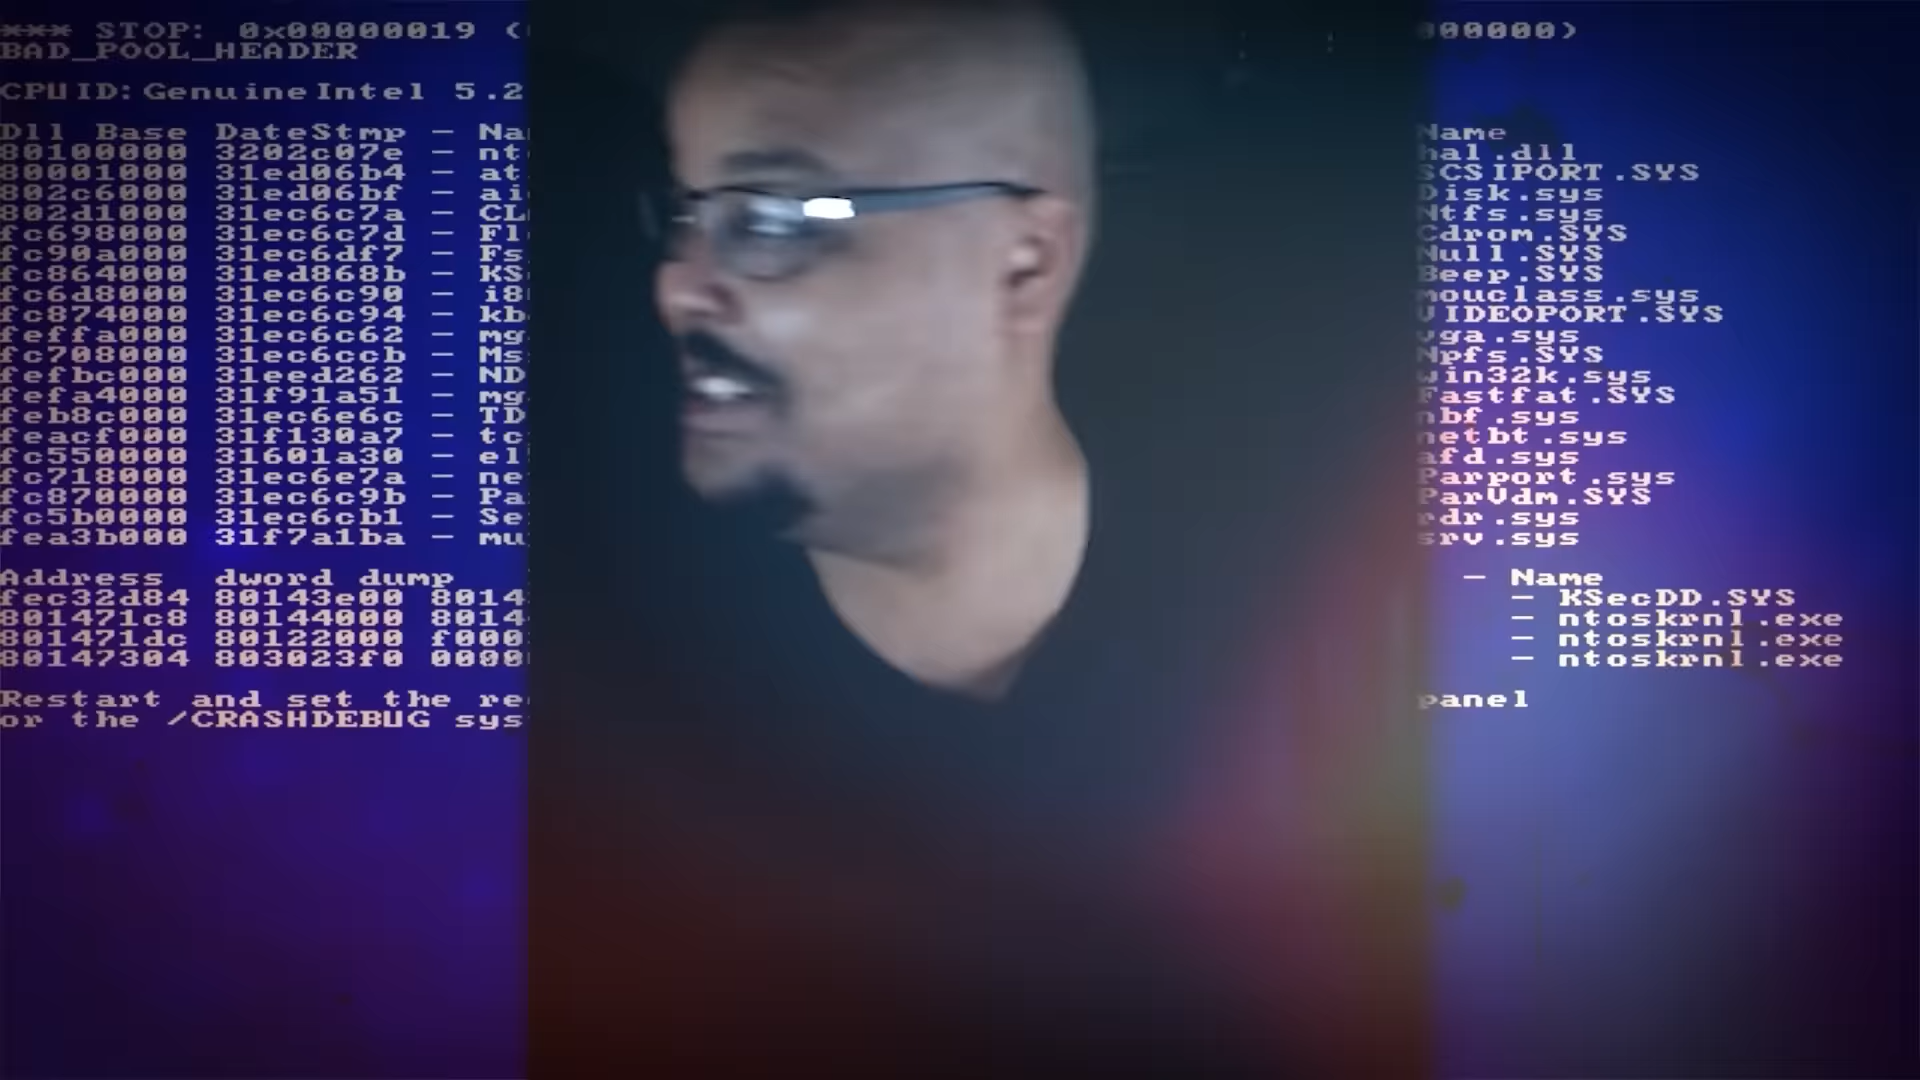 *** STOP: 0x00000019 ( 000000)
BAD_POOL_HEADER
CPUID:GenuineIntel 5.2
Dll Base DateStmp - Na Name
80100000 3202c07e - nt hal.dll
80001000 31ed06b4 - at SCSIPORT.SYS
802c6000 31ed06bf - ai Disk.sys
802d1000 31ec6c7a - CL Ntfs.sys
fc698000 31ec6c7d - Fl Cdrom.SYS
fc90a000 31ec6df7 - Fs Null.SYS
fc864000 31ed868b - KS Beep.SYS
fc6d8000 31ec6c90 - i8 mouclass.sys
fc874000 31ec6c94 - kb VIDEOPORT.SYS
feffa000 31ec6c62 - mg vga.sys
fc708000 31ec6ccb - Ms Npfs.SYS
fefbc000 31eed262 - ND win32k.sys
fefa4000 31f91a51 - mg Fastfat.SYS
feb8c000 31ec6e6c - TD nbf.sys
feacf000 31f130a7 - tc netbt.sys
fc550000 31601a30 - el afd.sys
fc718000 31ec6e7a - ne Parport.sys
fc870000 31ec6c9b - Pa ParVdm.SYS
fc5b0000 31ec6cb1 - Se rdr.sys
fea3b000 31f7a1ba - mu srv.sys
Address dword dump - Name
fec32d84 80143e00 8014 - KSecDD.SYS
801471c8 80144000 8014 - ntoskrnl.exe
801471dc 80122000 f000 - ntoskrnl.exe
80147304 803023f0 0000 - ntoskrnl.exe
Restart and set the re panel
or the /CRASHDEBUG sys